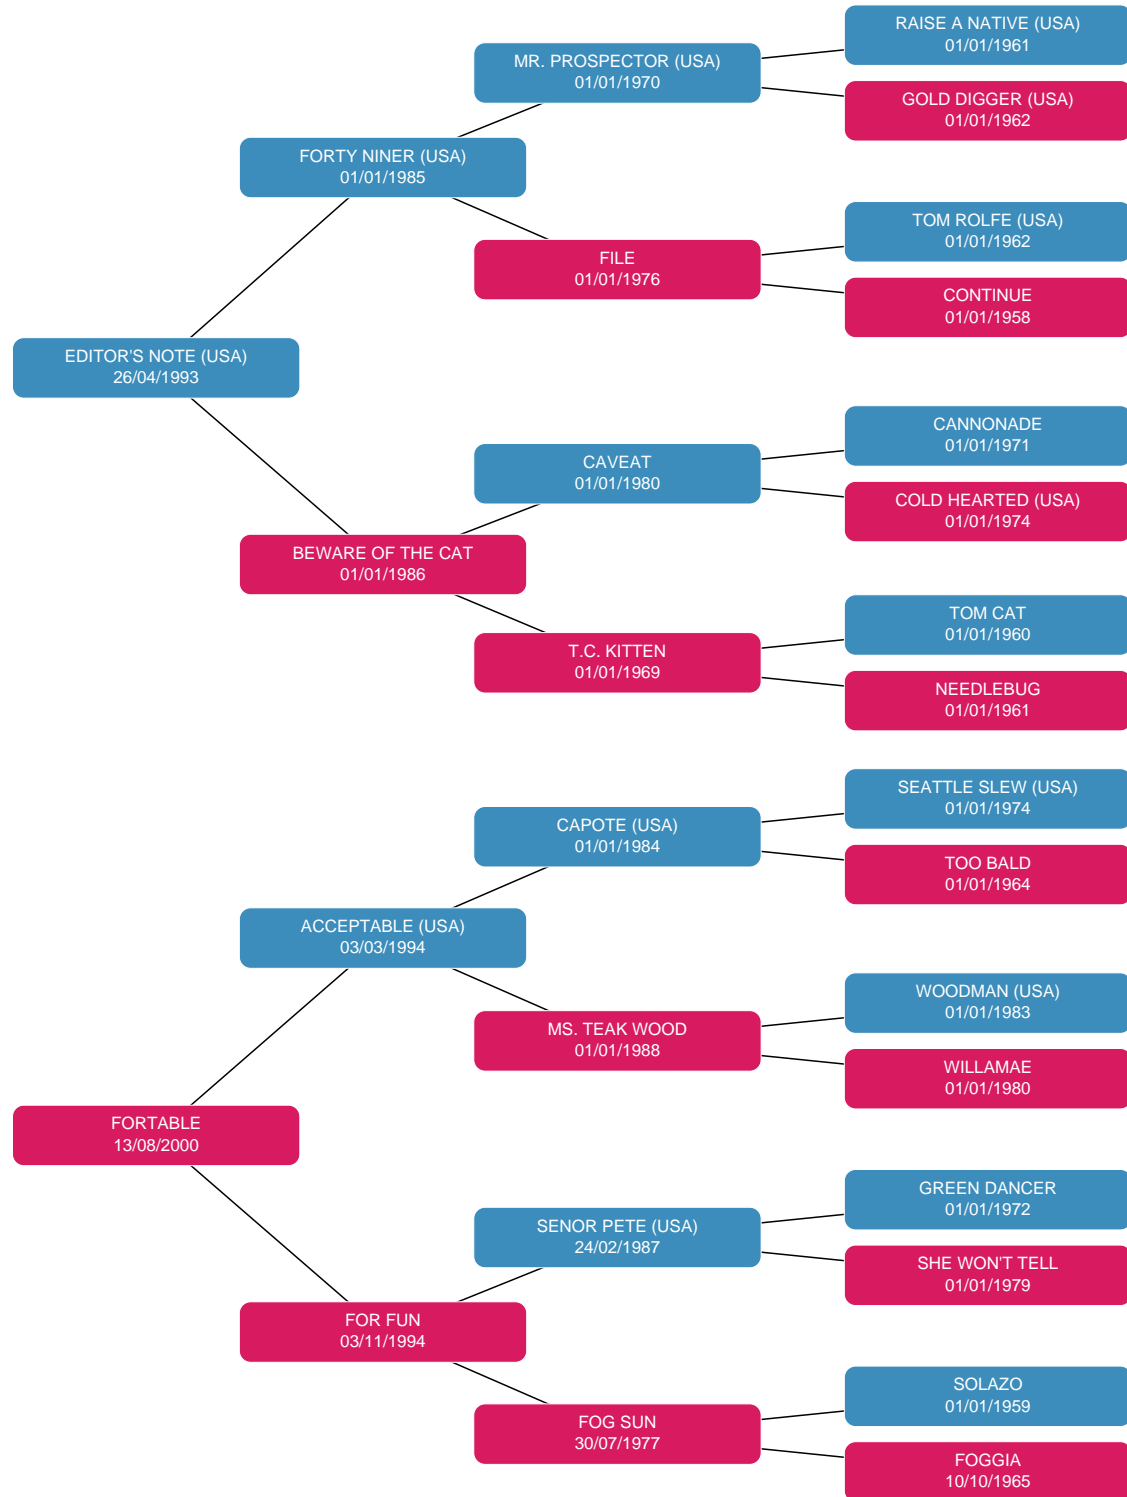 RAISE A NATIVE (USA)
01/01/1961
MR. PROSPECTOR (USA)
01/01/1970
GOLD DIGGER (USA)
01/01/1962
FORTY NINER (USA)
01/01/1985
TOM ROLFE (USA)
01/01/1962
FILE
01/01/1976
CONTINUE
01/01/1958
EDITOR'S NOTE (USA)
26/04/1993
CANNONADE
01/01/1971
CAVEAT
01/01/1980
COLD HEARTED (USA)
01/01/1974
BEWARE OF THE CAT
01/01/1986
TOM CAT
01/01/1960
T.C. KITTEN
01/01/1969
NEEDLEBUG
01/01/1961
SEATTLE SLEW (USA)
01/01/1974
CAPOTE (USA)
01/01/1984
TOO BALD
01/01/1964
ACCEPTABLE (USA)
03/03/1994
WOODMAN (USA)
01/01/1983
MS. TEAK WOOD
01/01/1988
WILLAMAE
01/01/1980
FORTABLE
13/08/2000
GREEN DANCER
01/01/1972
SENOR PETE (USA)
24/02/1987
SHE WON'T TELL
01/01/1979
FOR FUN
03/11/1994
SOLAZO
01/01/1959
FOG SUN
30/07/1977
FOGGIA
10/10/1965